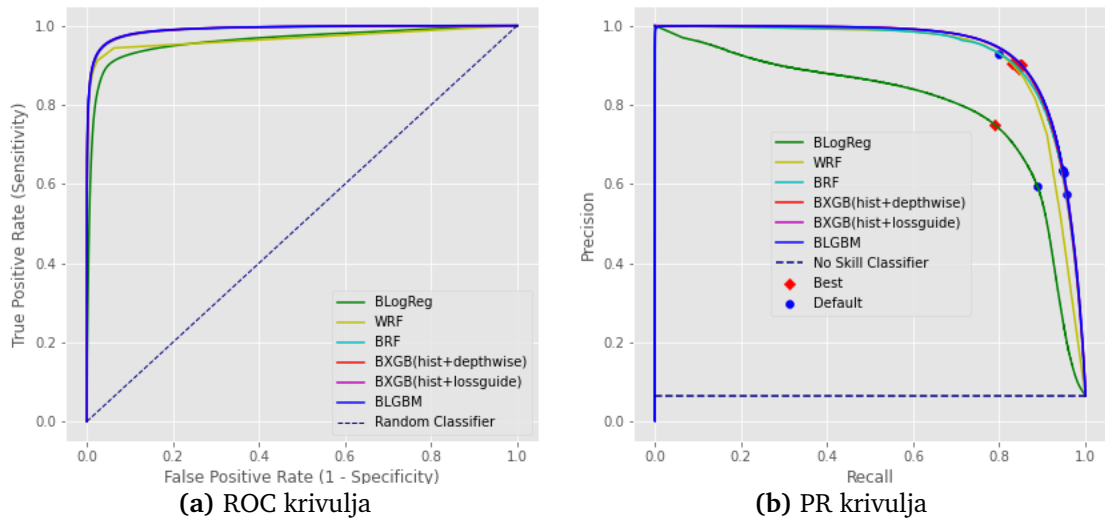 1.0
0.8
0.6
0.4
0.2
0.0
True Positive Rate (Sensitivity)
BLogReg
WRF
BRF
BXGB(hist+depthwise)
BXGB(hist+lossguide)
BLGBM
Random Classifier
0.0 0.2 0.4 0.6 0.8 1.0
False Positive Rate (1 - Specificity)
(a) ROC krivulja
1.0
0.8
0.6
0.4
0.2
0.0
Precision
BLogReg
WRF
BRF
BXGB(hist+depthwise)
BXGB(hist+lossguide)
BLGBM
No Skill Classifier
Best
Default
0.0 0.2 0.4 0.6 0.8 1.0
Recall
(b) PR krivulja